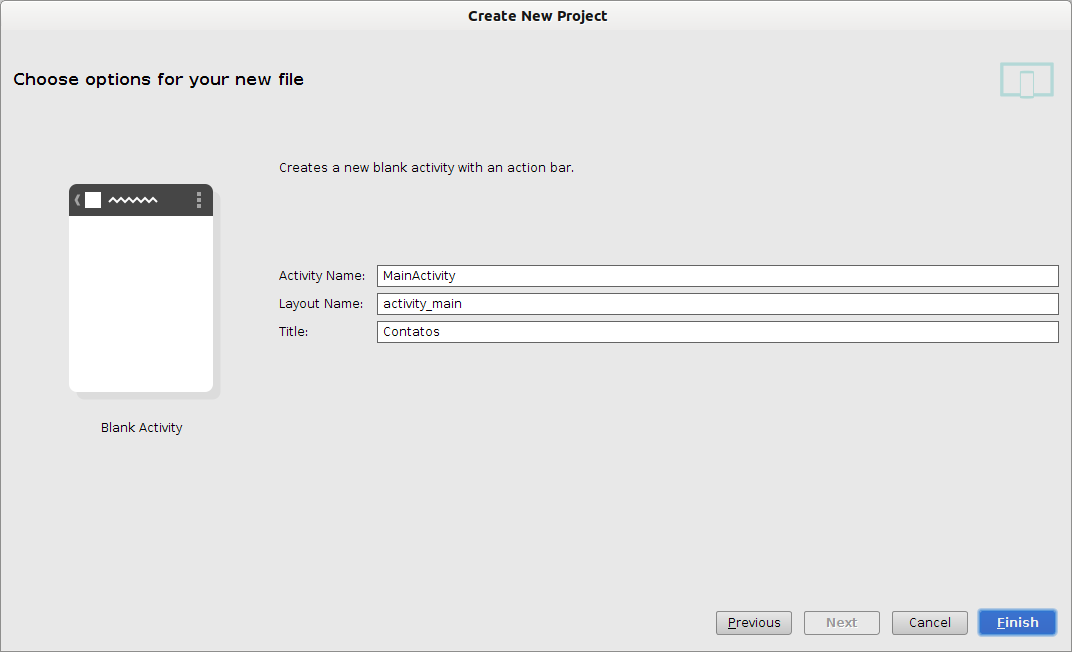 Create New Project
Choose options for your new file
Creates a new blank activity with an action bar.
Activity Name: MainActivity
Layout Name: activity_main
Title: Contatos
Blank Activity
Previous Next Cancel Finish